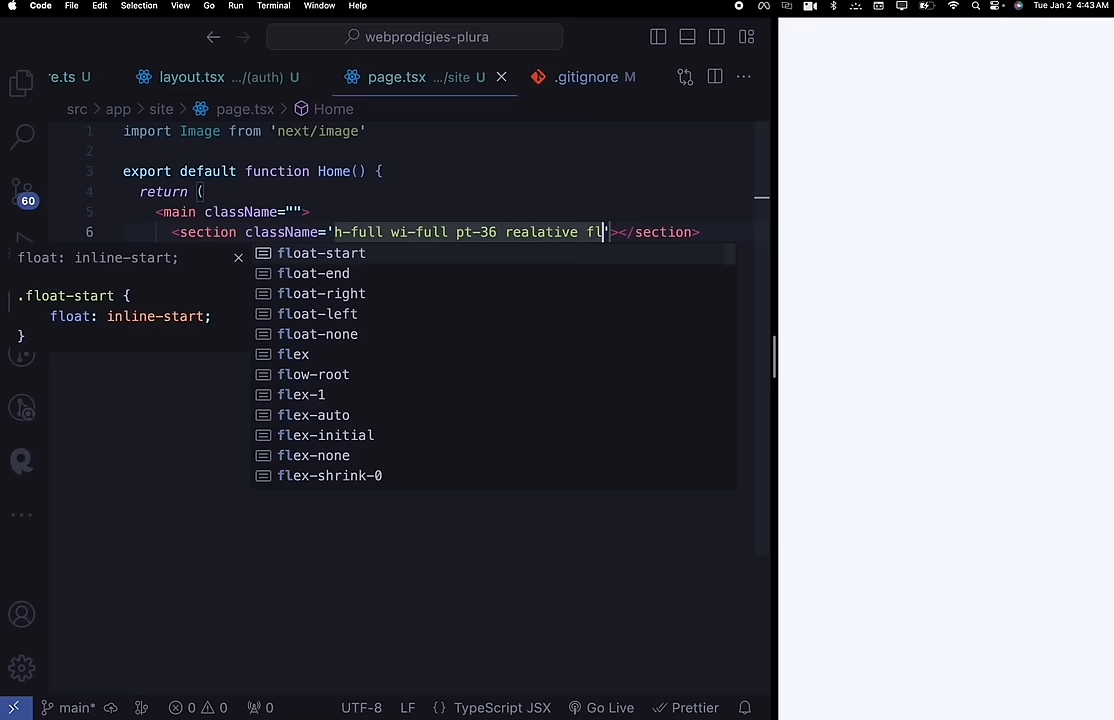 Code File Edit Selection View Go Run Terminal Window Help Tue Jan 2 4:43 AM
webprodigies-plura
re.ts U layout.tsx .../(auth) U page.tsx .../site U .gitignore M
src > app > site > page.tsx > Home
1 import Image from 'next/image'
2
3 export default function Home() {
4 return (
5 <main className="">
6 <section className='h-full wi-full pt-36 realative fl'></section>
60
float: inline-start;
.float-start {
float: inline-start;
}
float-start
float-end
float-right
float-left
float-none
flex
flow-root
flex-1
flex-auto
flex-initial
flex-none
flex-shrink-0
main* 0 0 0 UTF-8 LF {} TypeScript JSX Go Live Prettier